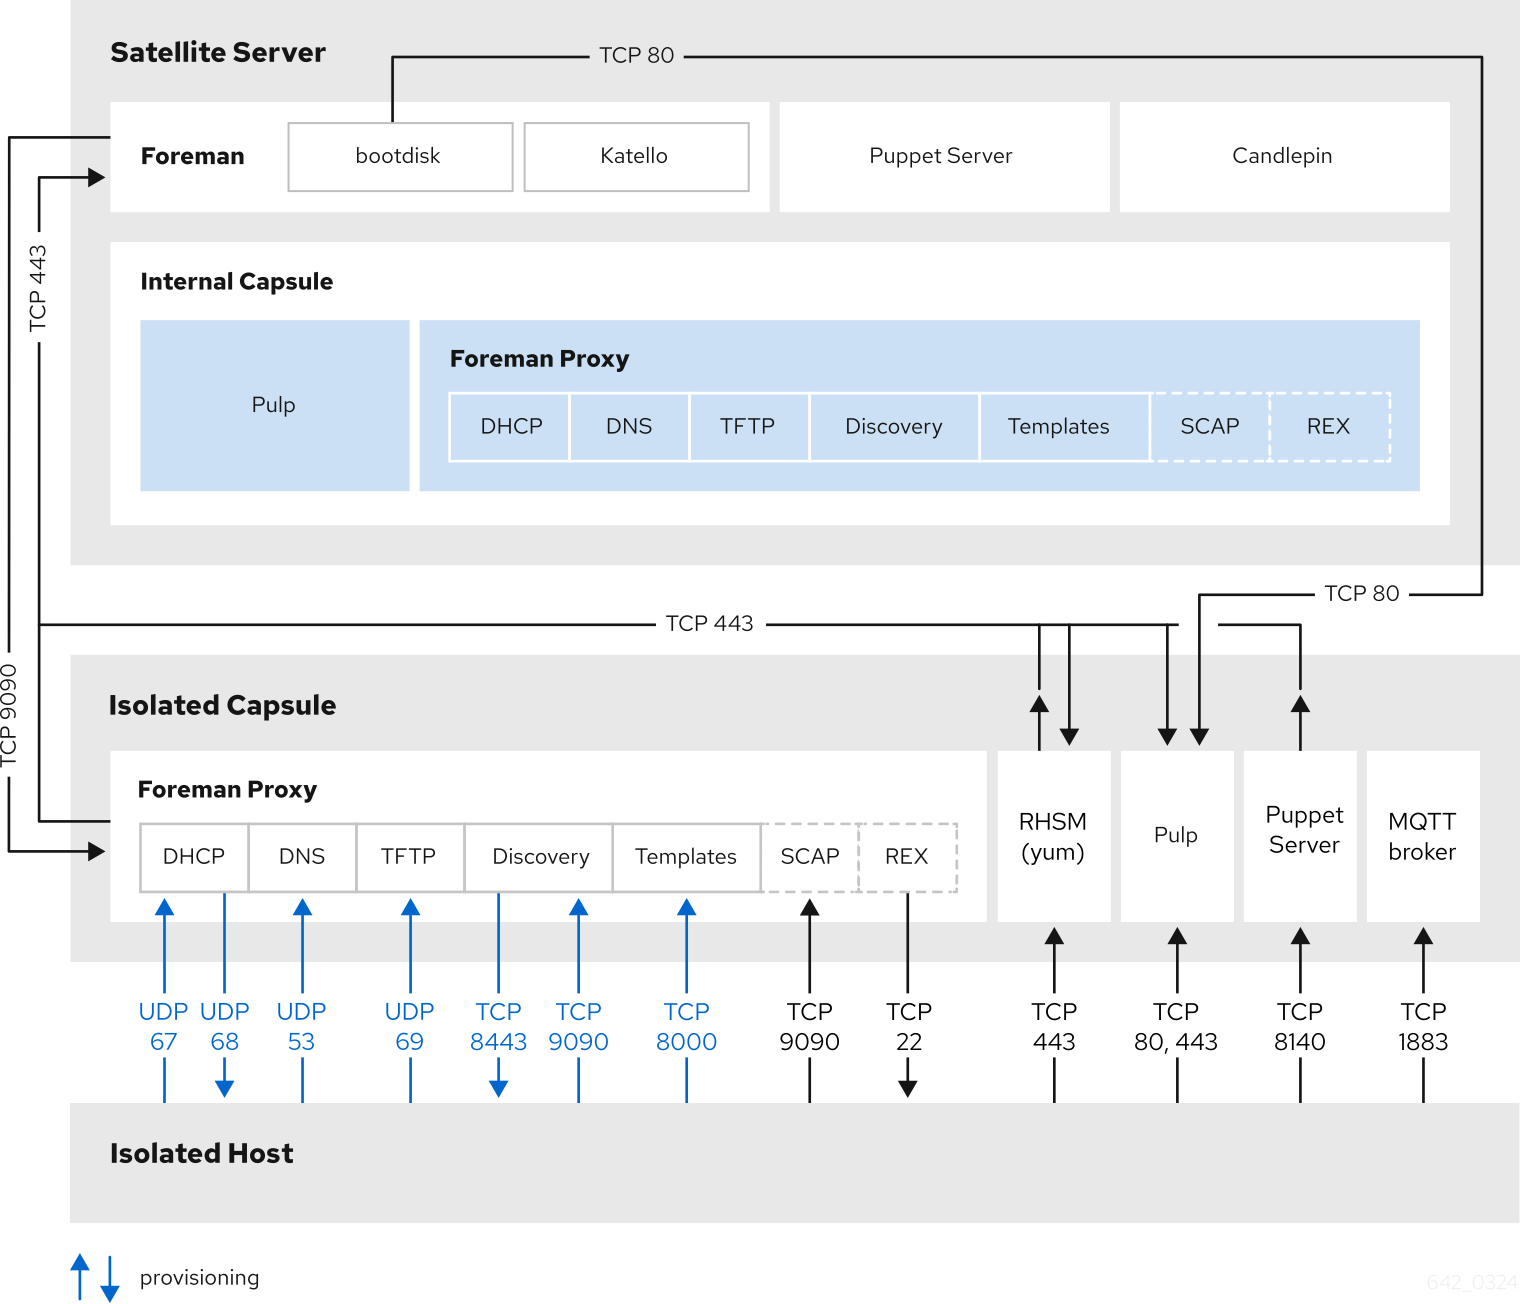 Satellite Server
TCP 80
Foreman
bootdisk
Katello
Puppet Server
Candlepin
TCP 443
Internal Capsule
Pulp
Foreman Proxy
DHCP
DNS
TFTP
Discovery
Templates
SCAP
REX
TCP 80
TCP 443
TCP 9090
Isolated Capsule
Foreman Proxy
DHCP
DNS
TFTP
Discovery
Templates
SCAP
REX
RHSM
(yum)
Pulp
Puppet
Server
MQTT
broker
UDP
67
UDP
68
UDP
53
UDP
69
TCP
8443
TCP
9090
TCP
8000
TCP
9090
TCP
22
TCP
443
TCP
80, 443
TCP
8140
TCP
1883
Isolated Host
provisioning
642_0324